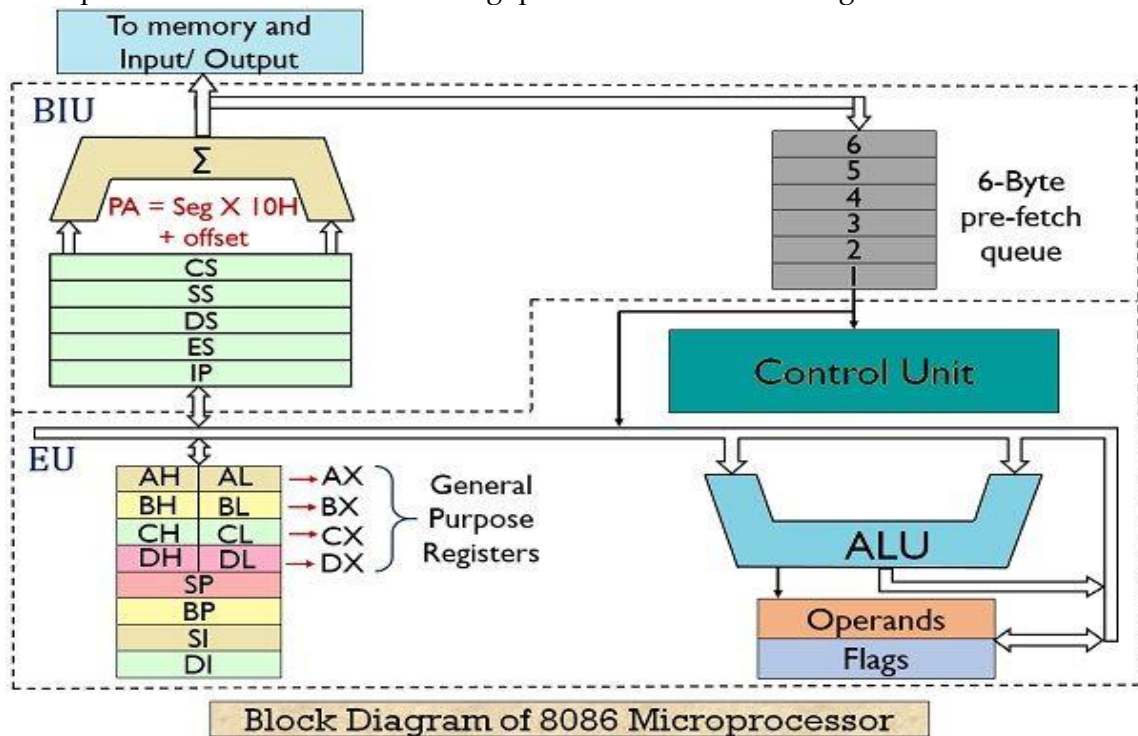 To memory and
Input/ Output
BIU
Σ
PA = Seg X 10H
+ offset
CS
SS
DS
ES
IP
6
5
4
3
2
1
6-Byte
pre-fetch
queue
Control Unit
EU
AH AL AX
BH BL BX
CH CL CX
DH DL DX
SP
BP
SI
DI
General
Purpose
Registers
ALU
Operands
Flags
Block Diagram of 8086 Microprocessor